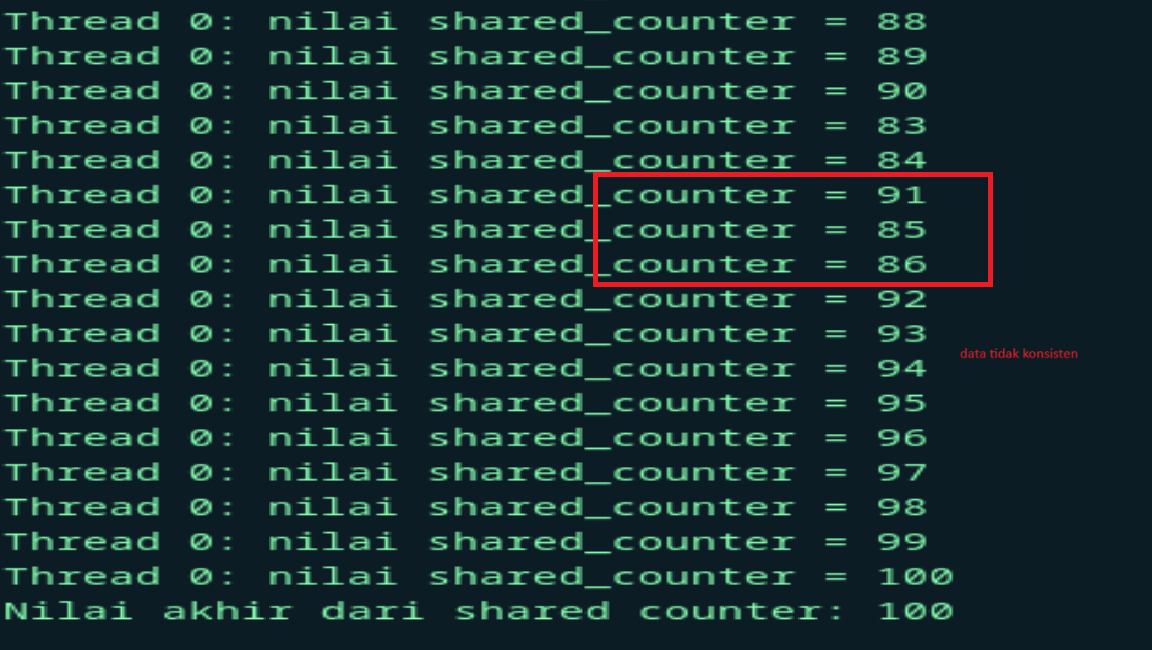 Thread 0: nilai shared_counter = 88
Thread 0: nilai shared_counter = 89
Thread 0: nilai shared_counter = 90
Thread 0: nilai shared_counter = 83
Thread 0: nilai shared_counter = 84
Thread 0: nilai shared_counter = 91
Thread 0: nilai shared_counter = 85
Thread 0: nilai shared_counter = 86
Thread 0: nilai shared_counter = 92
Thread 0: nilai shared_counter = 93
data tidak konsisten
Thread 0: nilai shared_counter = 94
Thread 0: nilai shared_counter = 95
Thread 0: nilai shared_counter = 96
Thread 0: nilai shared_counter = 97
Thread 0: nilai shared_counter = 98
Thread 0: nilai shared_counter = 99
Thread 0: nilai shared_counter = 100
Nilai akhir dari shared counter: 100